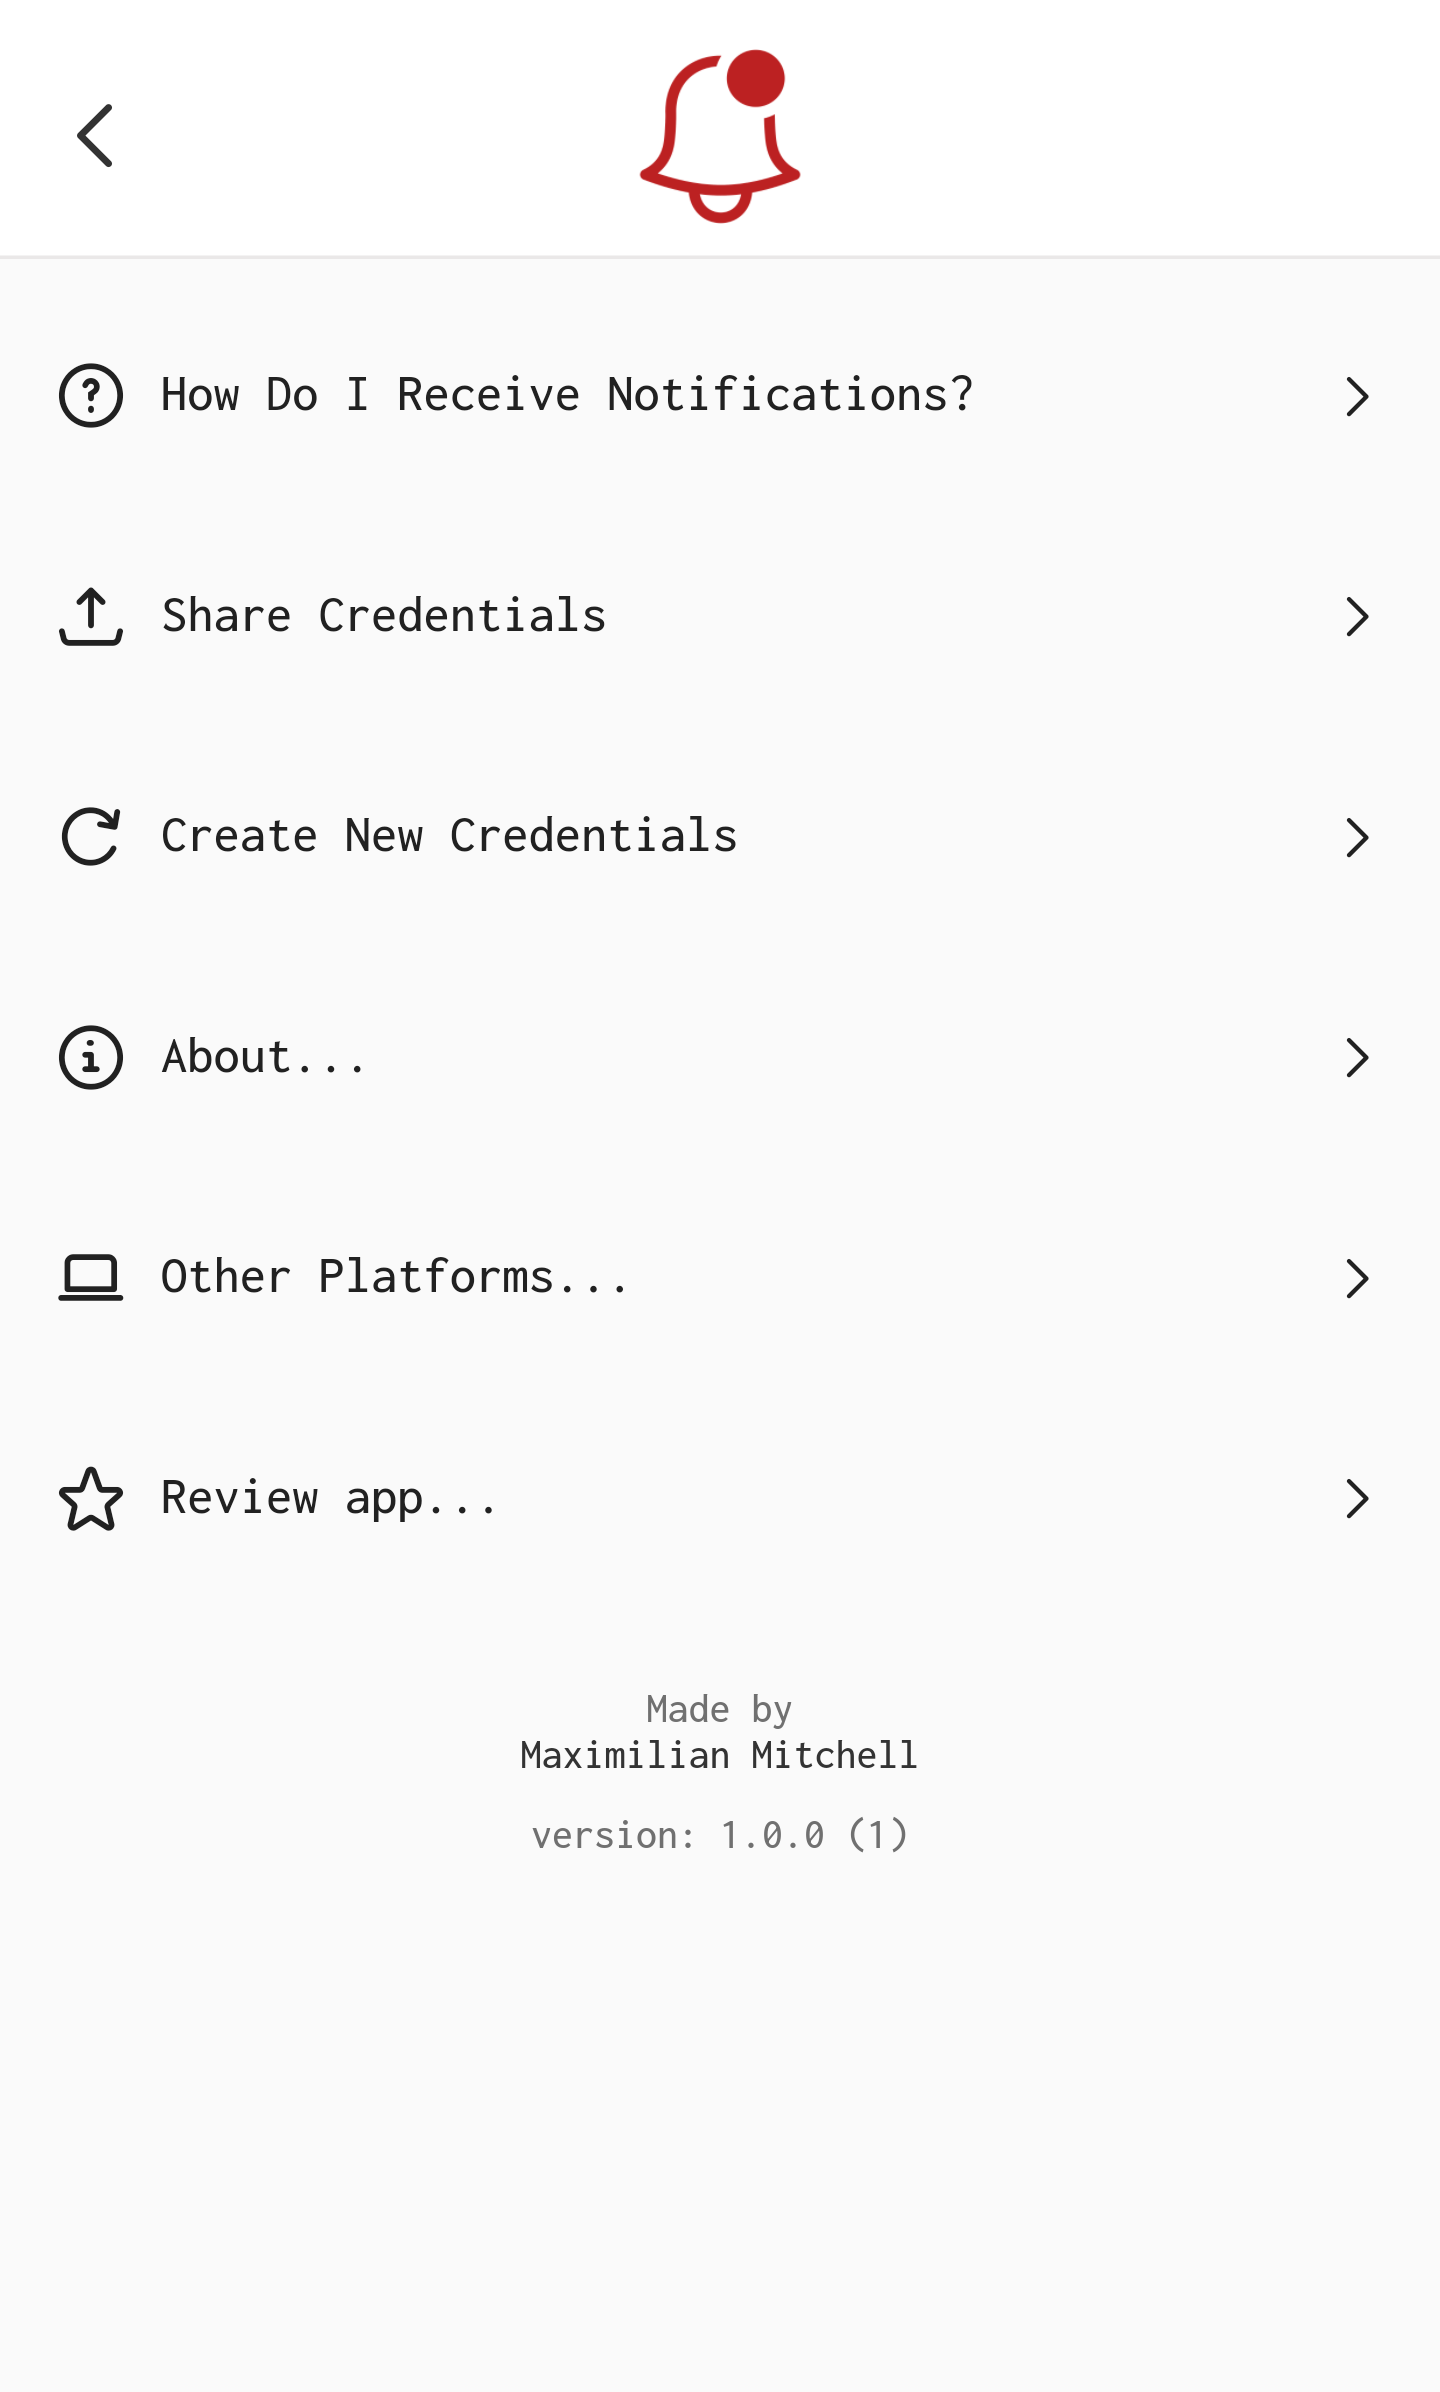 How Do I Receive Notifications?
Share Credentials
Create New Credentials
About...
Other Platforms...
Review app...
Made by
Maximilian Mitchell
version: 1.0.0 (1)